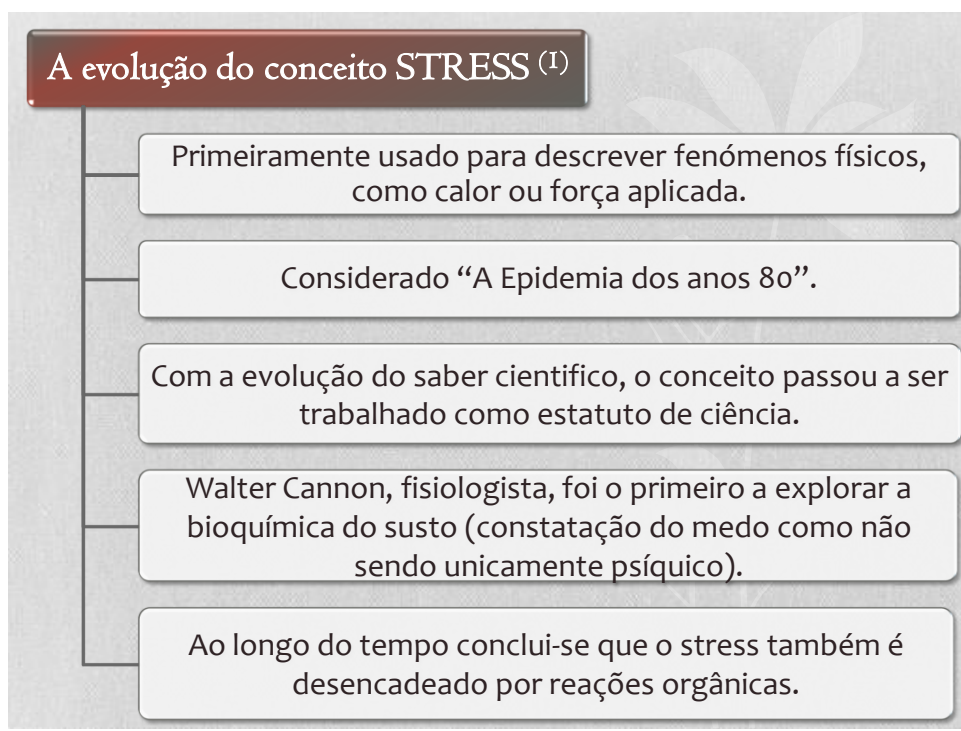 A evolução do conceito STRESS (I)
Primeiramente usado para descrever fenómenos físicos,
como calor ou força aplicada.
Considerado “A Epidemia dos anos 80”.
Com a evolução do saber cientifico, o conceito passou a ser
trabalhado como estatuto de ciência.
Walter Cannon, fisiologista, foi o primeiro a explorar a
bioquímica do susto (constatação do medo como não
sendo unicamente psíquico).
Ao longo do tempo conclui-se que o stress também é
desencadeado por reações orgânicas.